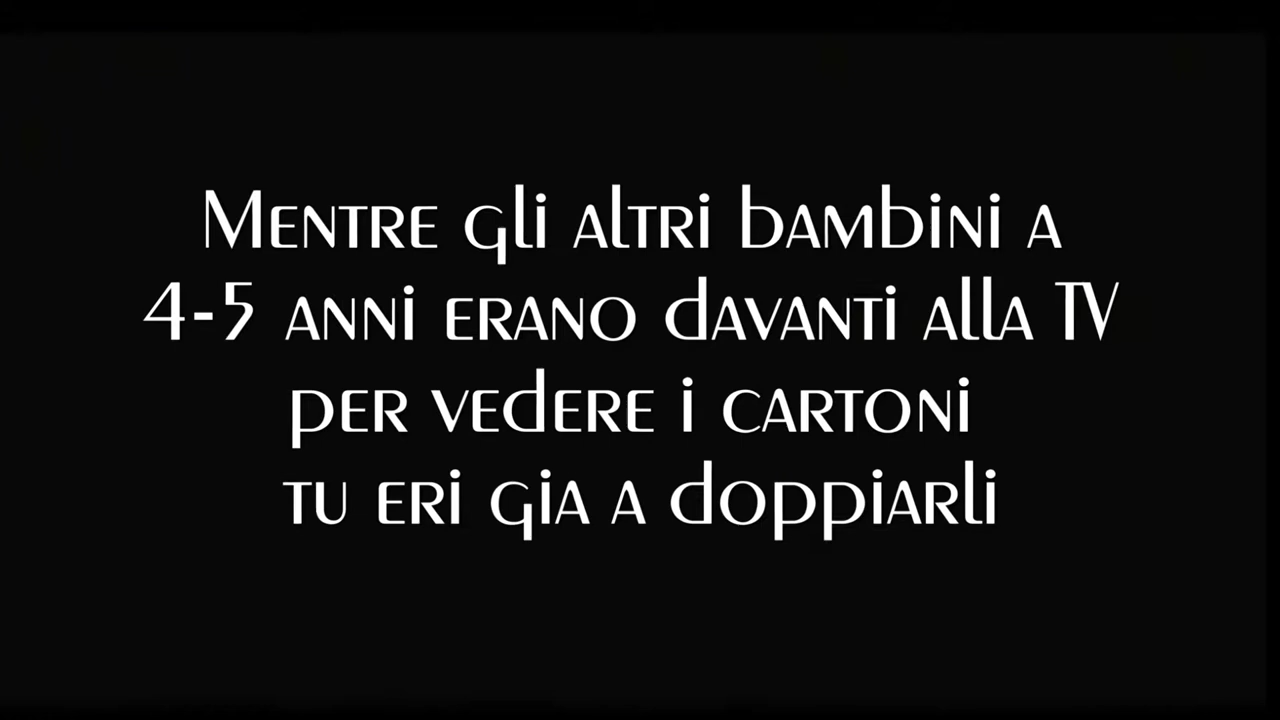 Mentre gli altri bambini a
4-5 anni erano davanti alla TV
per vedere i cartoni
tu eri gia a doppiarli